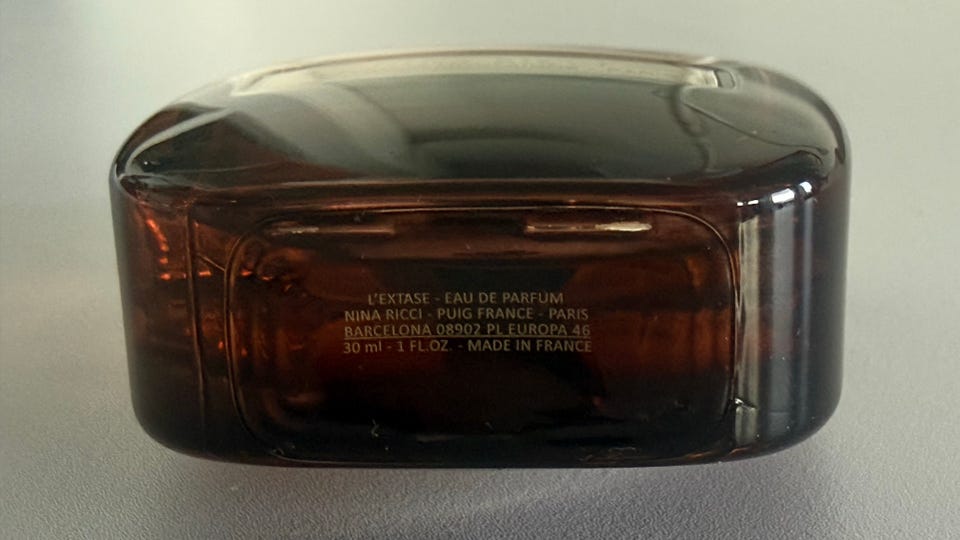 L'EXTASE - EAU DE PARFUM
NINA RICCI - PUIG FRANCE - PARIS
BARCELONA 08902 PL EUROPA 46
30 ml - 1 FL.OZ. - MADE IN FRANCE